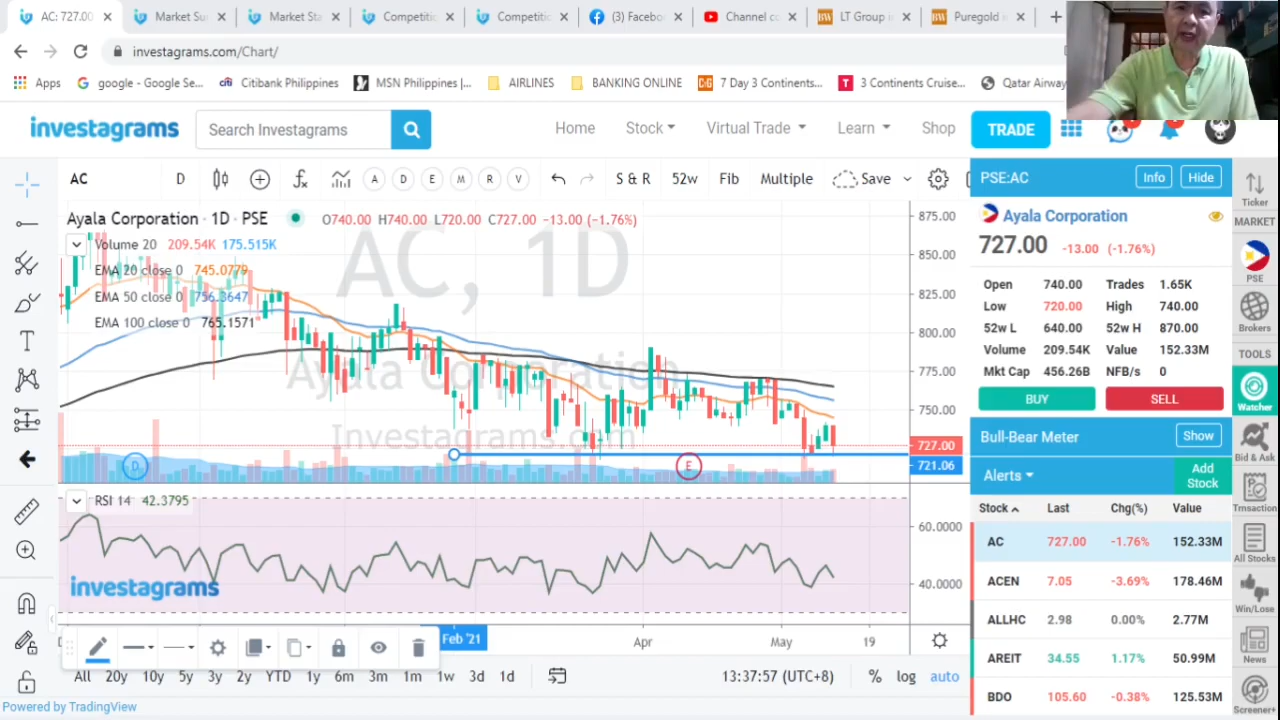 AC: 727.00
Market Su
Market Sta
Competitic
Competitic
(3) Facebo
Channel co
LT Group i
Puregold i
investagrams.com/Chart/
Apps
google - Google Se...
Citibank Philippines
MSN Philippines |...
AIRLINES
BANKING ONLINE
7 Day 3 Continents...
3 Continents Cruise...
Qatar Airway
investagrams
Search Investagrams
Home
Stock
Virtual Trade
Learn
Shop
TRADE
AC
D
A D E M R V
S & R
52w
Fib
Multiple
Save
Ayala Corporation · 1D · PSE
O740.00 H740.00 L720.00 C727.00 -13.00 (-1.76%)
Volume 20 209.54K 175.515K
EMA 20 close 0 745.0779
EMA 50 close 0 756.3647
EMA 100 close 0 765.1571
AC, 1D
Ayala Corporation
Investagrams.com/
875.00
850.00
825.00
800.00
775.00
750.00
727.00
721.06
D
E
RSI 14 42.3795
60.0000
40.0000
investagrams
Feb '21
Apr
May
19
All 20y 10y 5y 3y 2y YTD 1y 6m 3m 1m 1w 3d 1d
13:37:57 (UTC+8)
% log auto
Powered by TradingView
PSE:AC
Info
Hide
Ayala Corporation
727.00 -13.00 (-1.76%)
Open 740.00 Trades 1.65K
Low 720.00 High 740.00
52w L 640.00 52w H 870.00
Volume 209.54K Value 152.33M
Mkt Cap 456.26B NFB/s 0
BUY
SELL
Bull-Bear Meter
Show
Alerts
Add Stock
Stock Last Chg(%) Value
AC 727.00 -1.76% 152.33M
ACEN 7.05 -3.69% 178.46M
ALLHC 2.98 0.00% 2.77M
AREIT 34.55 1.17% 50.99M
BDO 105.60 -0.38% 125.53M
Ticker
MARKET
PSE
Brokers
TOOLS
Watcher
Bid & Ask
Trnsaction
All Stocks
Win/Lose
News
Screener+